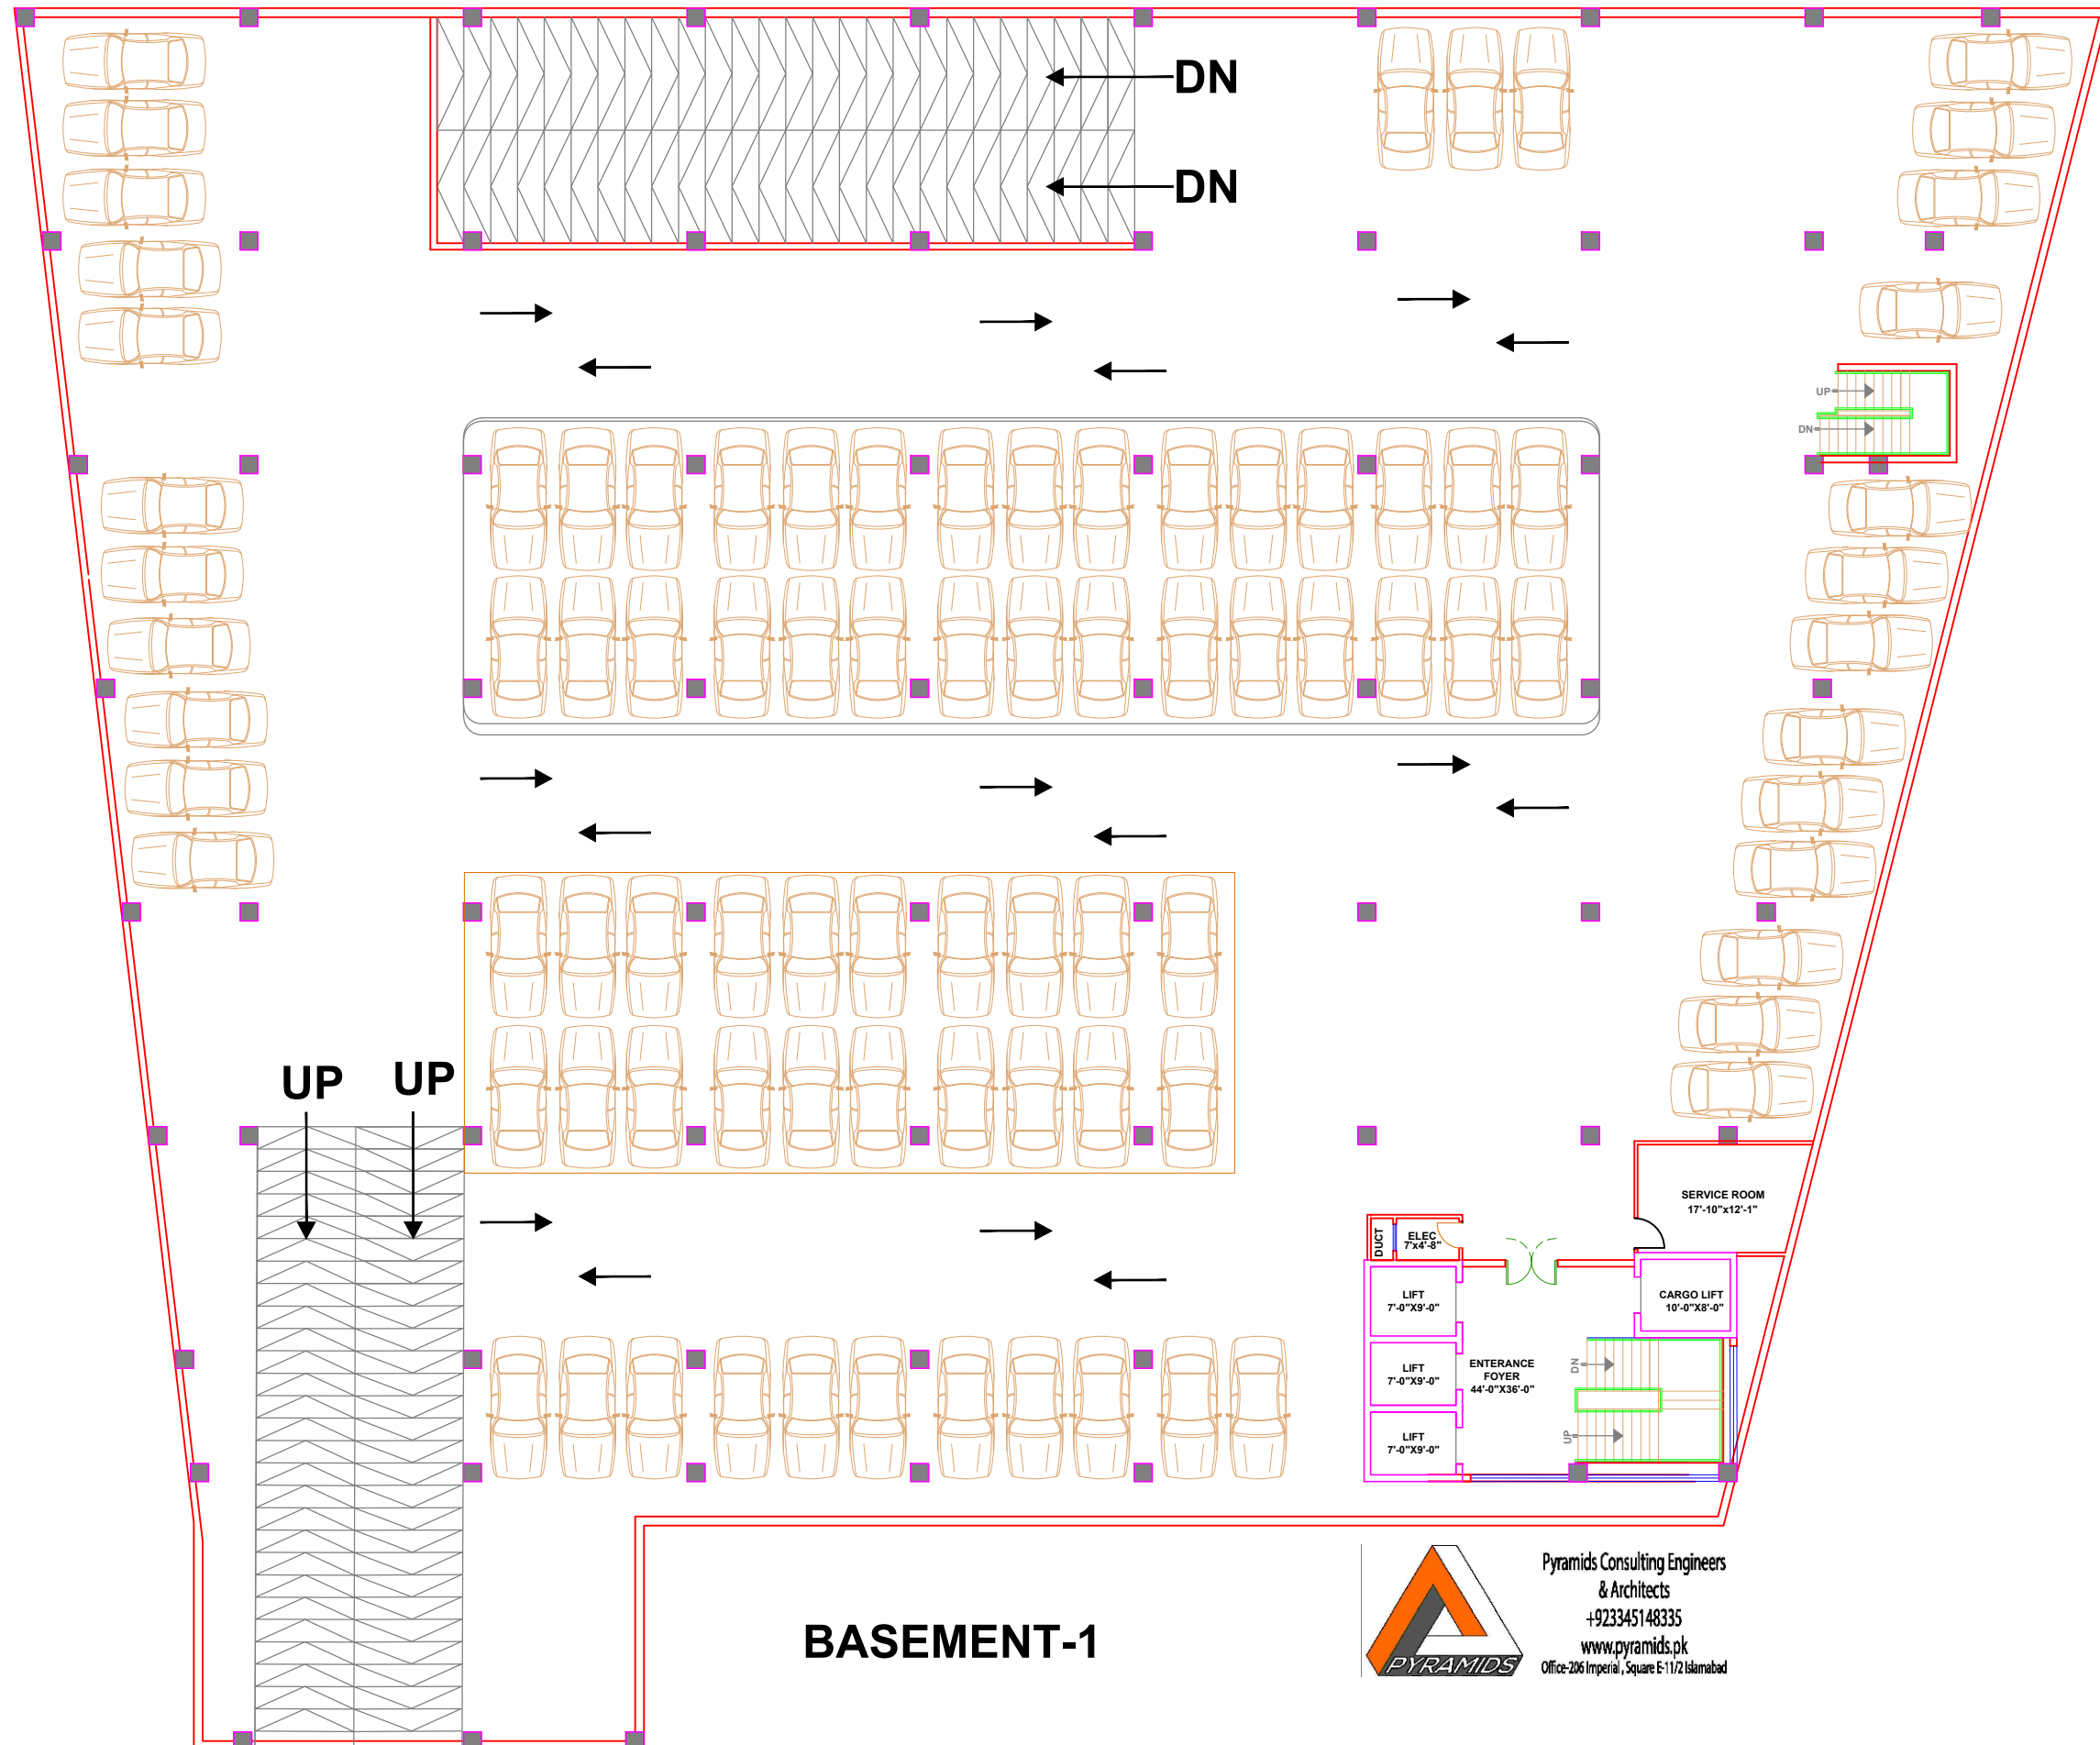 DN
DN
UP
DN
UP
UP
SERVICE ROOM
17'-10"x12'-1"
DUCT
ELEC
7'x4'-8"
LIFT
7'-0"X9'-0"
CARGO LIFT
10'-0"X8'-0"
LIFT
7'-0"X9'-0"
ENTERANCE
FOYER
44'-0"X36'-0"
DN
LIFT
7'-0"X9'-0"
UP
BASEMENT-1
PYRAMIDS
Pyramids Consulting Engineers
& Architects
+923345148335
www.pyramids.pk
Office-206 Imperial , Square E-11/2 Islamabad